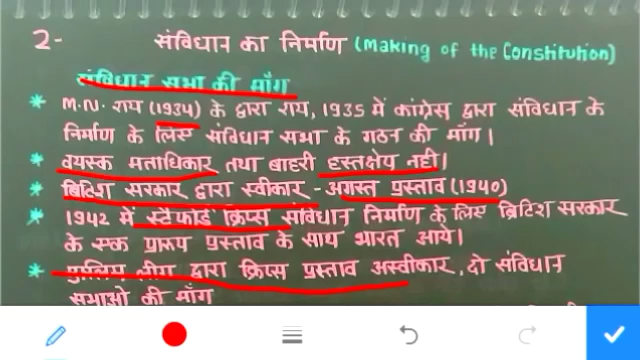 2- संविधान का निर्माण (Making of the Constitution)
संविधान सभा की माँग
* M.N. राय (1934) के द्वारा राय, 1935 में कांग्रेस द्वारा संविधान के
निर्माण के लिए संविधान सभा के गठन की माँग।
* वयस्क मताधिकार तथा बाहरी हस्तक्षेप नही।
* ब्रिटिश सरकार द्वारा स्वीकार - अगस्त प्रस्ताव (1940)
* 1942 में स्टैफोर्ड क्रिप्स संविधान निर्माण के लिए ब्रिटिश सरकार
के एक प्रारूप प्रस्ताव के साथ भारत आये।
* मुस्लिम लीग द्वारा क्रिप्स प्रस्ताव अस्वीकार, दो संविधान
सभाओ की माँग